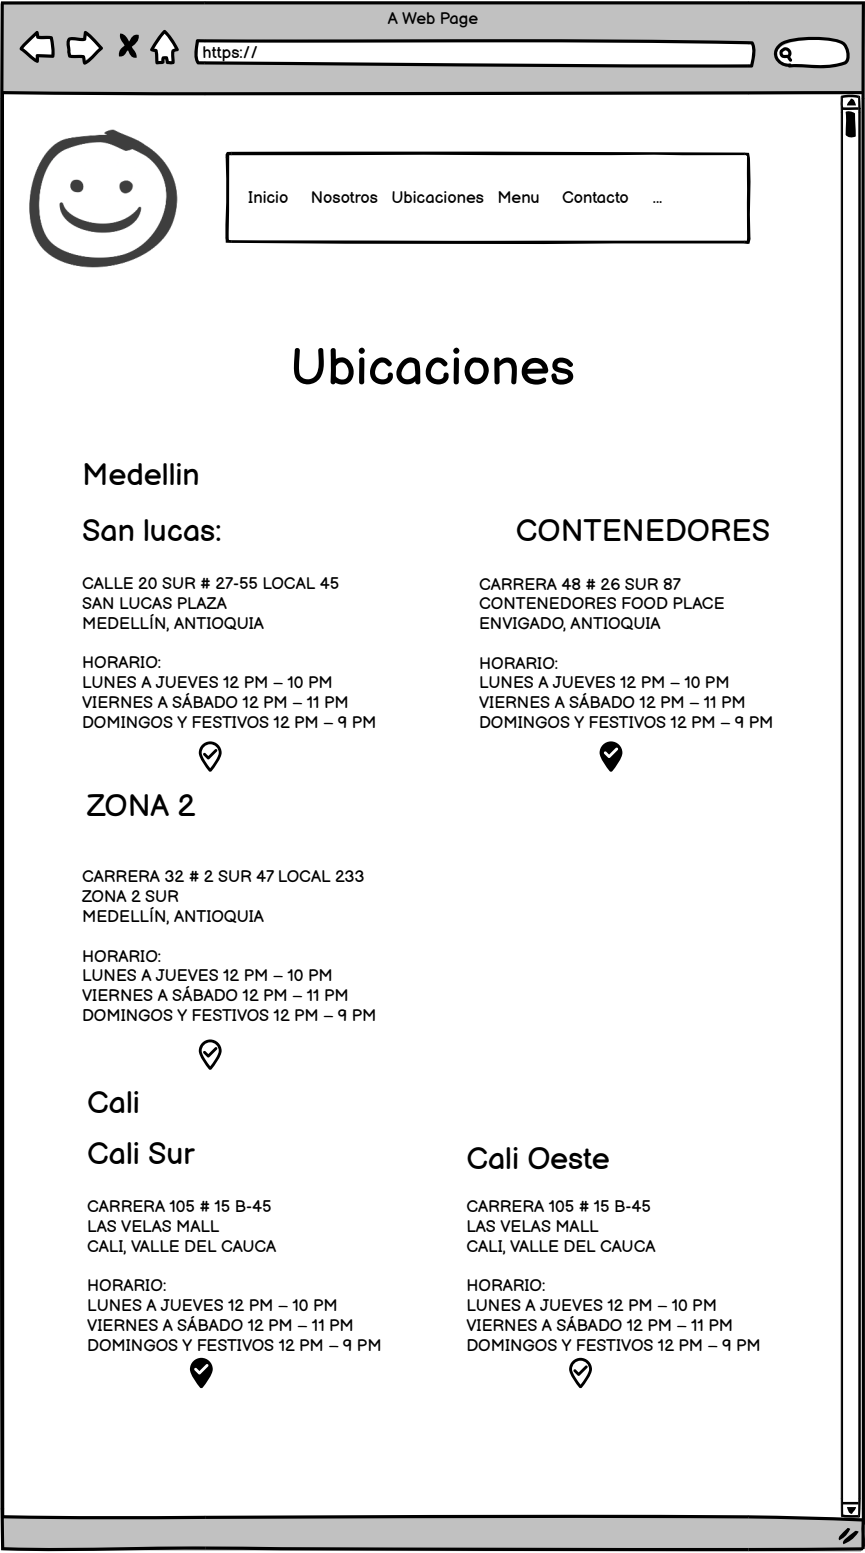 A Web Page
https://
Inicio Nosotros Ubicaciones Menu Contacto ...
Ubicaciones
Medellin
San lucas:
CALLE 20 SUR # 27-55 LOCAL 45
SAN LUCAS PLAZA
MEDELLÍN, ANTIOQUIA
HORARIO:
LUNES A JUEVES 12 PM – 10 PM
VIERNES A SÁBADO 12 PM – 11 PM
DOMINGOS Y FESTIVOS 12 PM – 9 PM
CONTENEDORES
CARRERA 48 # 26 SUR 87
CONTENEDORES FOOD PLACE
ENVIGADO, ANTIOQUIA
HORARIO:
LUNES A JUEVES 12 PM – 10 PM
VIERNES A SÁBADO 12 PM – 11 PM
DOMINGOS Y FESTIVOS 12 PM – 9 PM
ZONA 2
CARRERA 32 # 2 SUR 47 LOCAL 233
ZONA 2 SUR
MEDELLÍN, ANTIOQUIA
HORARIO:
LUNES A JUEVES 12 PM – 10 PM
VIERNES A SÁBADO 12 PM – 11 PM
DOMINGOS Y FESTIVOS 12 PM – 9 PM
Cali
Cali Sur
CARRERA 105 # 15 B-45
LAS VELAS MALL
CALI, VALLE DEL CAUCA
HORARIO:
LUNES A JUEVES 12 PM – 10 PM
VIERNES A SÁBADO 12 PM – 11 PM
DOMINGOS Y FESTIVOS 12 PM – 9 PM
Cali Oeste
CARRERA 105 # 15 B-45
LAS VELAS MALL
CALI, VALLE DEL CAUCA
HORARIO:
LUNES A JUEVES 12 PM – 10 PM
VIERNES A SÁBADO 12 PM – 11 PM
DOMINGOS Y FESTIVOS 12 PM – 9 PM